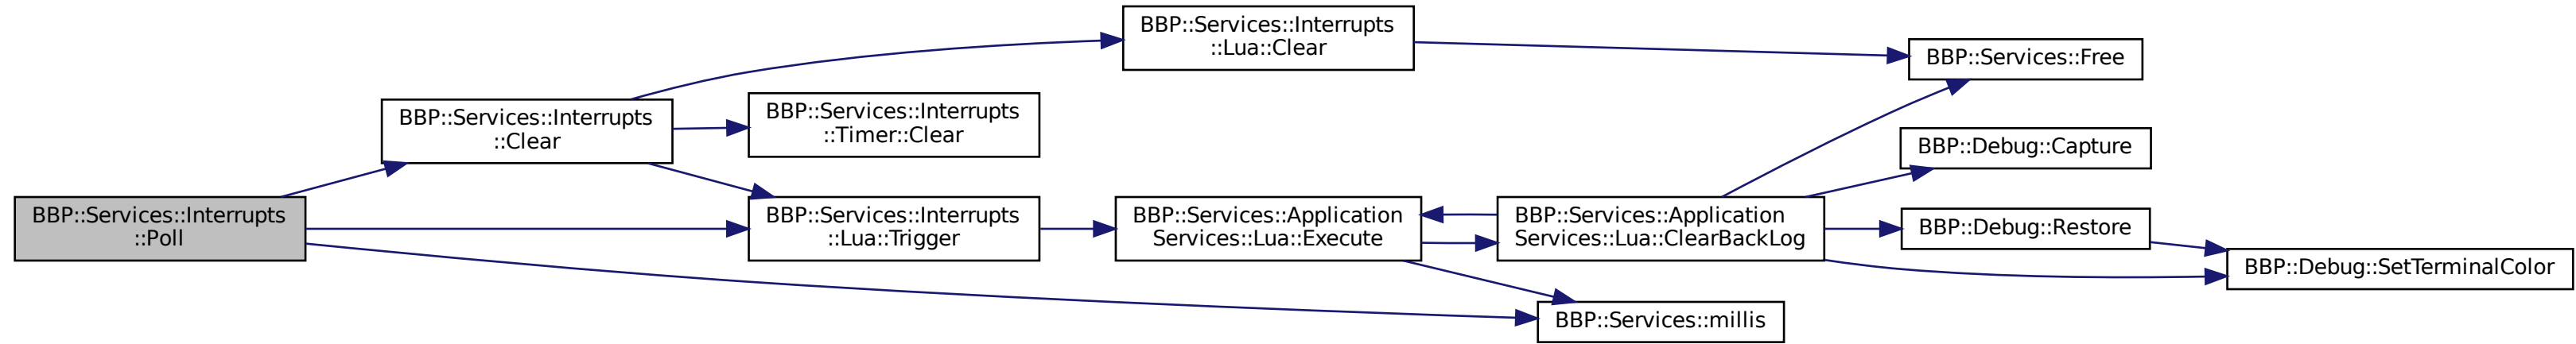 BBP::Services::Interrupts
::Poll
BBP::Services::Interrupts
::Clear
BBP::Services::Interrupts
::Lua::Clear
BBP::Services::Interrupts
::Timer::Clear
BBP::Services::Interrupts
::Lua::Trigger
BBP::Services::Application
Services::Lua::Execute
BBP::Services::Application
Services::Lua::ClearBackLog
BBP::Services::Free
BBP::Debug::Capture
BBP::Debug::Restore
BBP::Debug::SetTerminalColor
BBP::Services::millis